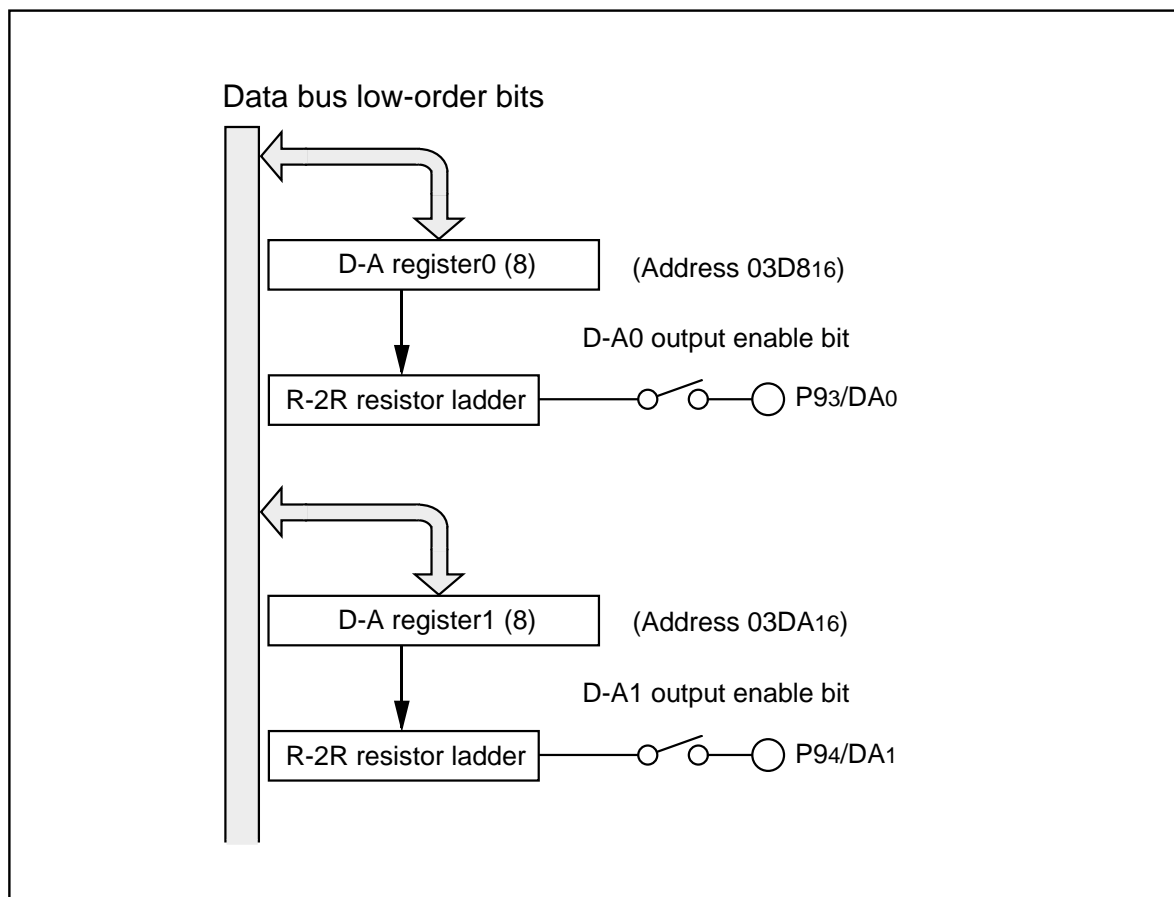 Data bus low-order bits
D-A register0 (8)
(Address 03D816)
D-A0 output enable bit
R-2R resistor ladder
P93/DA0
D-A register1 (8)
(Address 03DA16)
D-A1 output enable bit
R-2R resistor ladder
P94/DA1